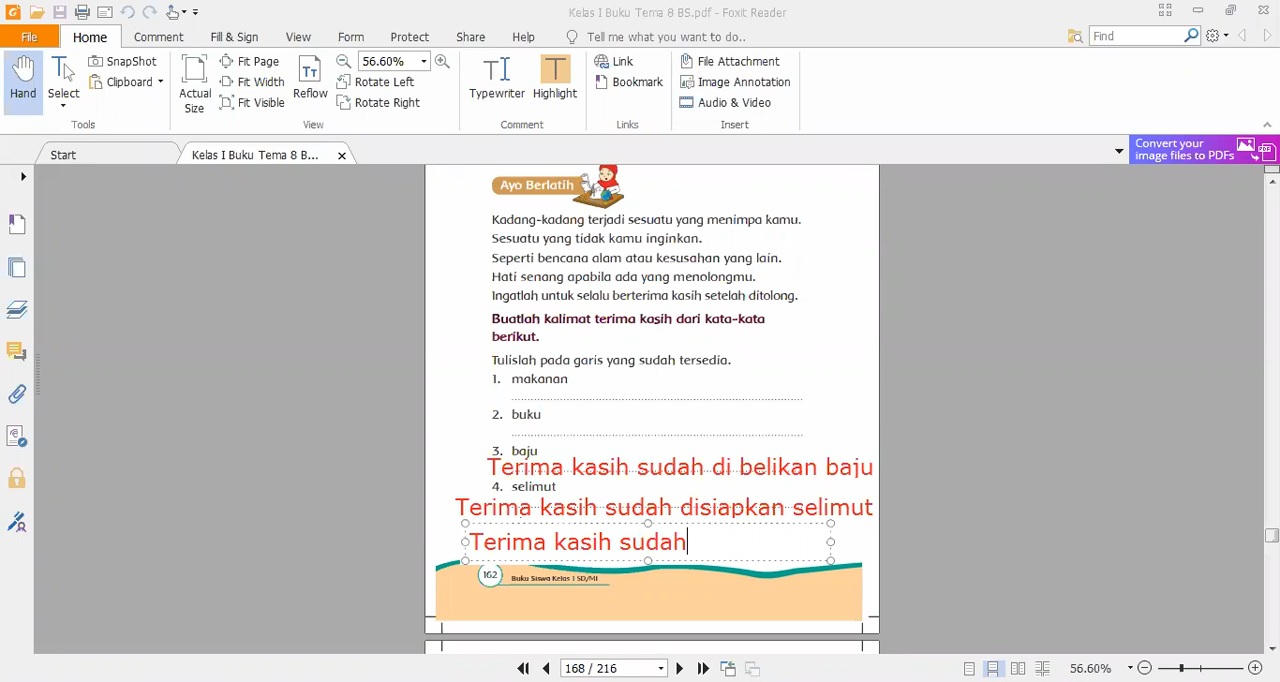 Kelas I Buku Tema 8 BS.pdf - Foxit Reader
File Home Comment Fill & Sign View Form Protect Share Help Tell me what you want to do.. Find
Hand Select SnapShot Clipboard Actual Size Fit Page Fit Width Fit Visible Reflow 56.60% Rotate Left Rotate Right Typewriter Highlight Link Bookmark File Attachment Image Annotation Audio & Video
Tools View Comment Links Insert
Start Kelas I Buku Tema 8 B...
Convert your
image files to PDFs
Ayo Berlatih
Kadang-kadang terjadi sesuatu yang menimpa kamu.
Sesuatu yang tidak kamu inginkan.
Seperti bencana alam atau kesusahan yang lain.
Hati senang apabila ada yang menolongmu.
Ingatlah untuk selalu berterima kasih setelah ditolong.
Buatlah kalimat terima kasih dari kata-kata
berikut.
Tulislah pada garis yang sudah tersedia.
1. makanan
2. buku
3. baju
Terima kasih sudah di belikan baju
4. selimut
Terima kasih sudah disiapkan selimut
Terima kasih sudah
162 Buku Siswa Kelas I SD/MI
168 / 216
56.60%